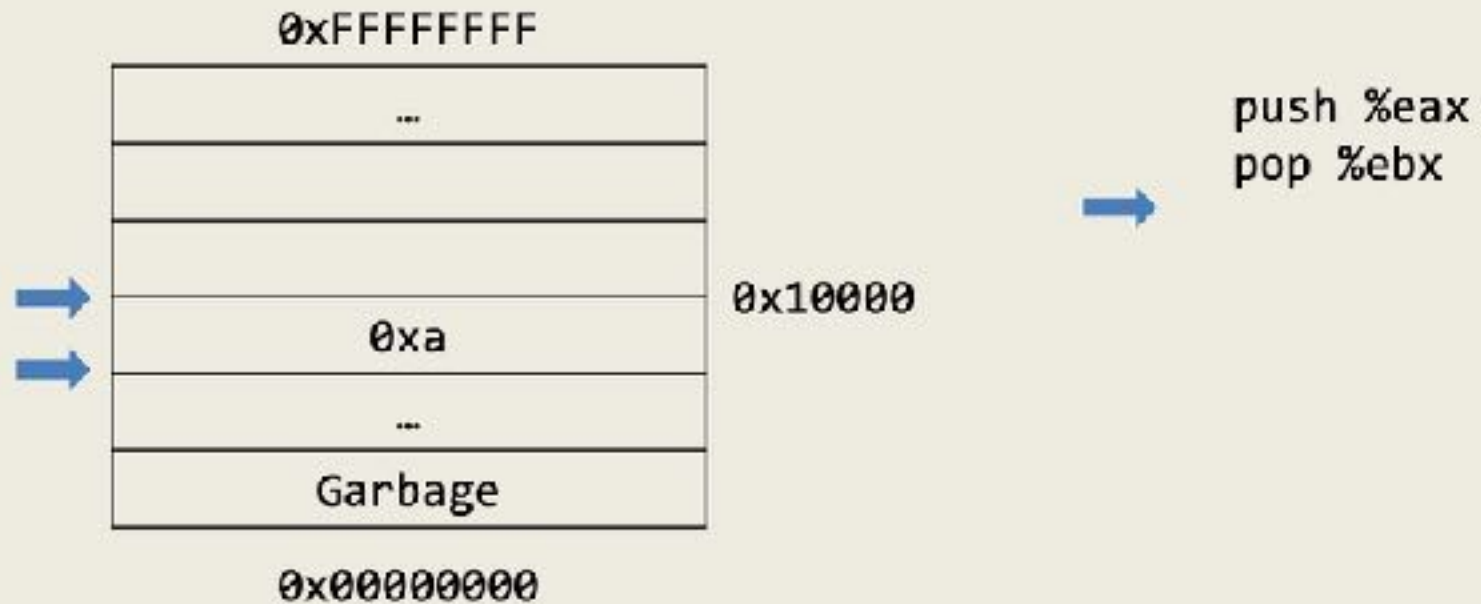 0xFFFFFFFF
…
push %eax
pop %ebx
0x10000
0xa
…
Garbage
0x00000000